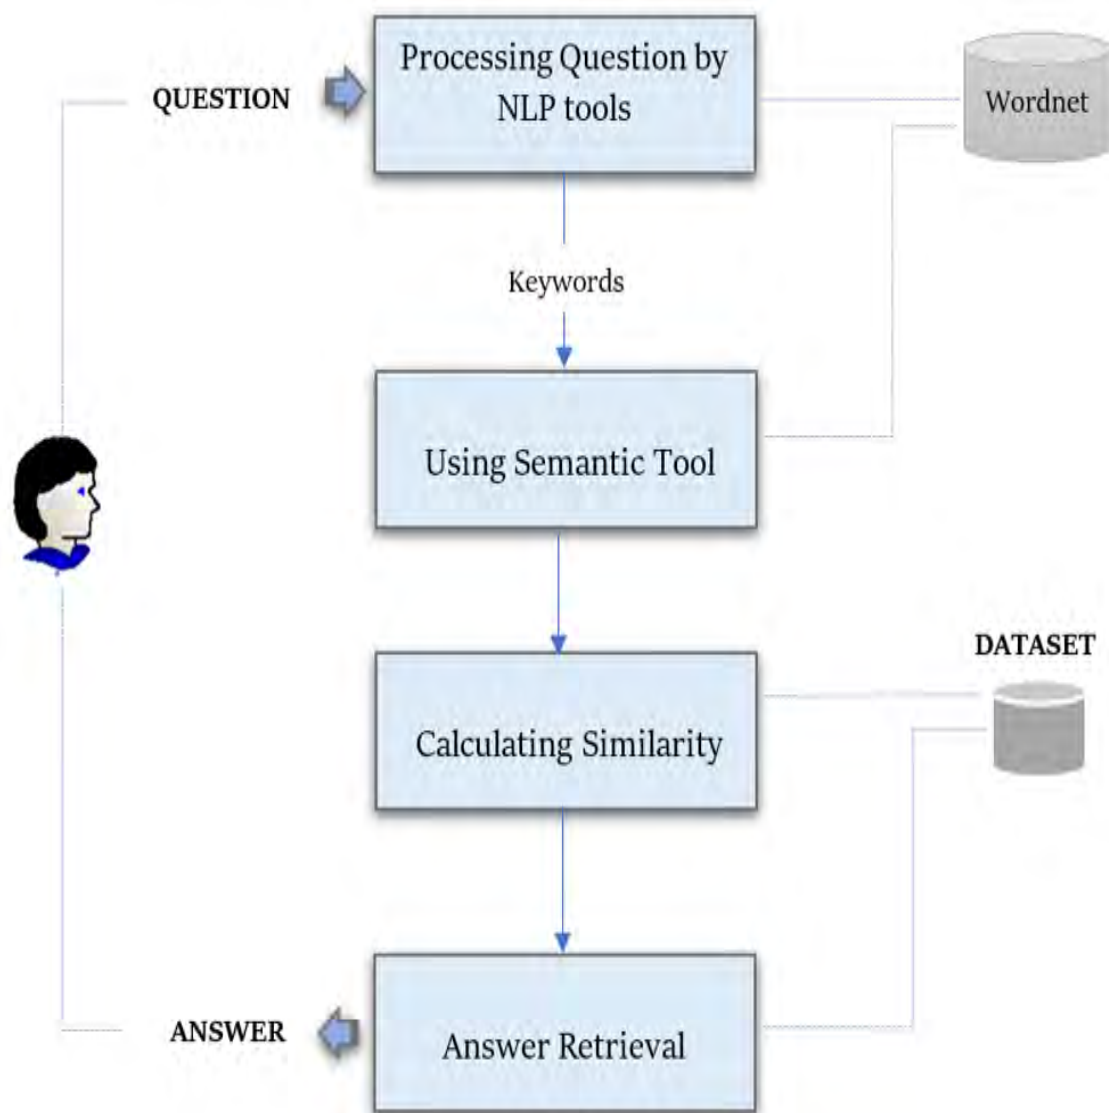 Processing Question by
NLP tools
QUESTION
Wordnet
Keywords
Using Semantic Tool
DATASET
Calculating Similarity
ANSWER
Answer Retrieval